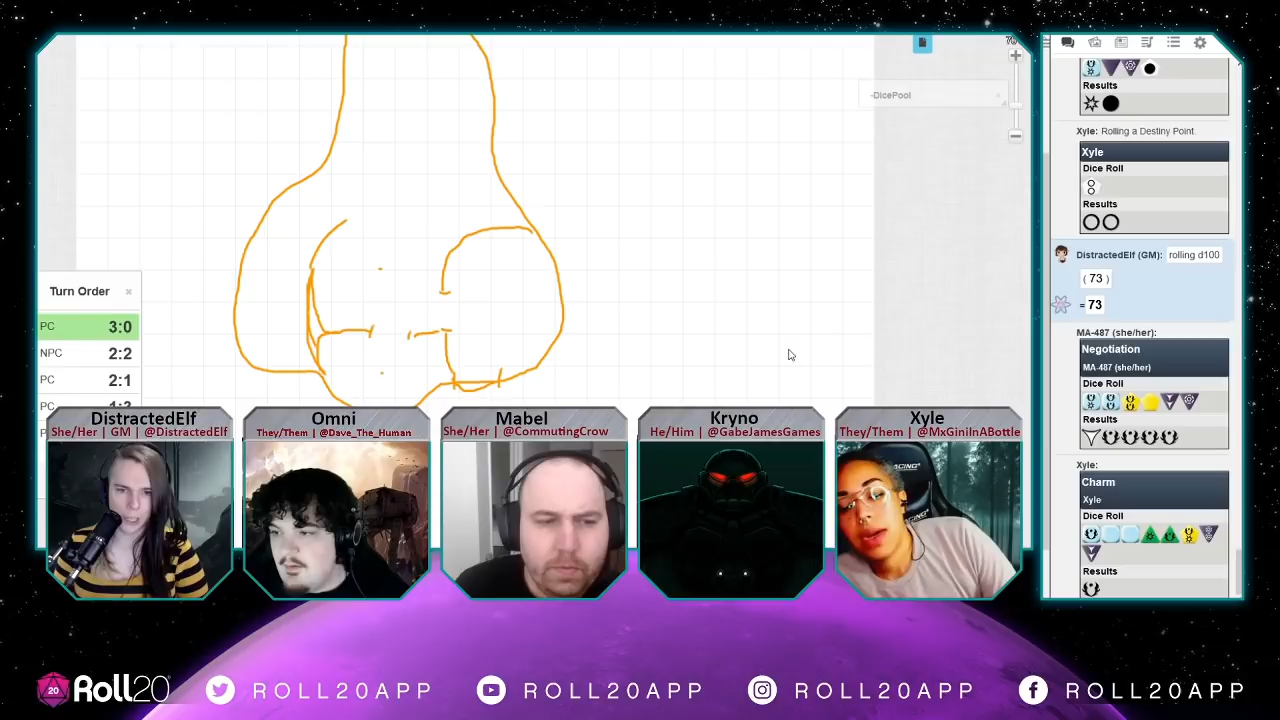 -DicePool
Turn Order
PC 3:0
NPC 2:2
PC 2:1
Results
Xyle: Rolling a Destiny Point.
Xyle
Dice Roll
Results
DistractedElf (GM): rolling d100
( 73 )
= 73
MA-487 (she/her):
Negotiation
MA-487 (she/her)
Dice Roll
Results
Xyle:
Charm
Xyle
Dice Roll
Results
DistractedElf
She/Her | GM | @DistractedElf
Omni
They/Them | @Dave_The_Human
Mabel
She/Her | @CommutingCrow
Kryno
He/Him | @GabeJamesGames
Xyle
They/Them | @MxGiniInABottle
RACING
20 Roll20
ROLL20APP
ROLL20APP
ROLL20APP
ROLL20APP